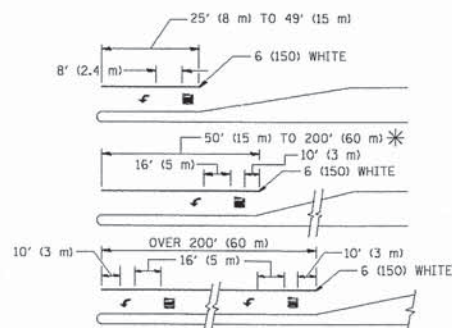 25' (8 m) TO 49' (15 m)
8' (2.4 m)
6 (150) WHITE
50' (15 m) TO 200' (60 m) *
16' (5 m)
10' (3 m)
6 (150) WHITE
OVER 200' (60 m)
10' (3 m)
16' (5 m)
10' (3 m)
6 (150) WHITE